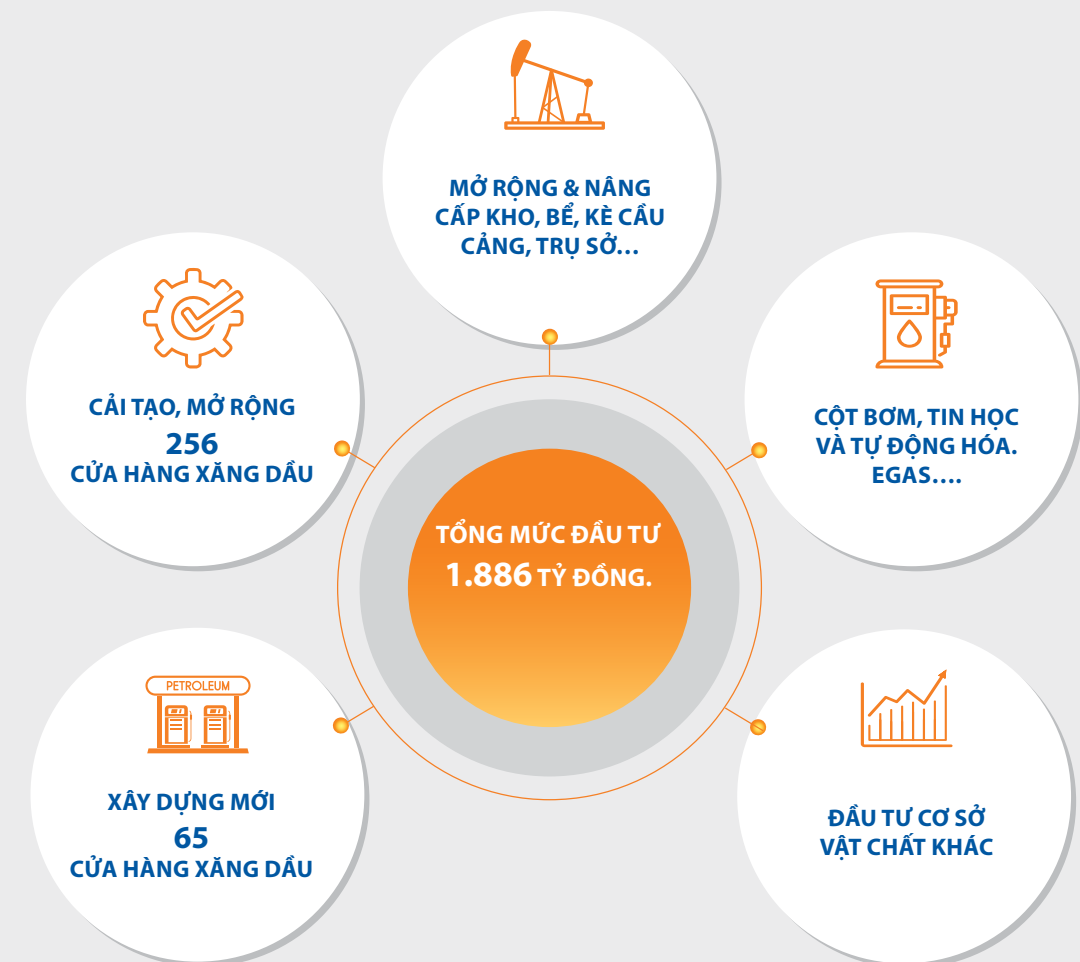 MỞ RỘNG & NÂNG
CẤP KHO, BỂ, KÈ CẦU
CẢNG, TRỤ SỞ...
CẢI TẠO, MỞ RỘNG
256
CỬA HÀNG XĂNG DẦU
CỘT BƠM, TIN HỌC
VÀ TỰ ĐỘNG HÓA.
EGAS....
TỔNG MỨC ĐẦU TƯ
1.886 TỶ ĐỒNG.
PETROLEUM
XÂY DỰNG MỚI
65
CỬA HÀNG XĂNG DẦU
ĐẦU TƯ CƠ SỞ
VẬT CHẤT KHÁC